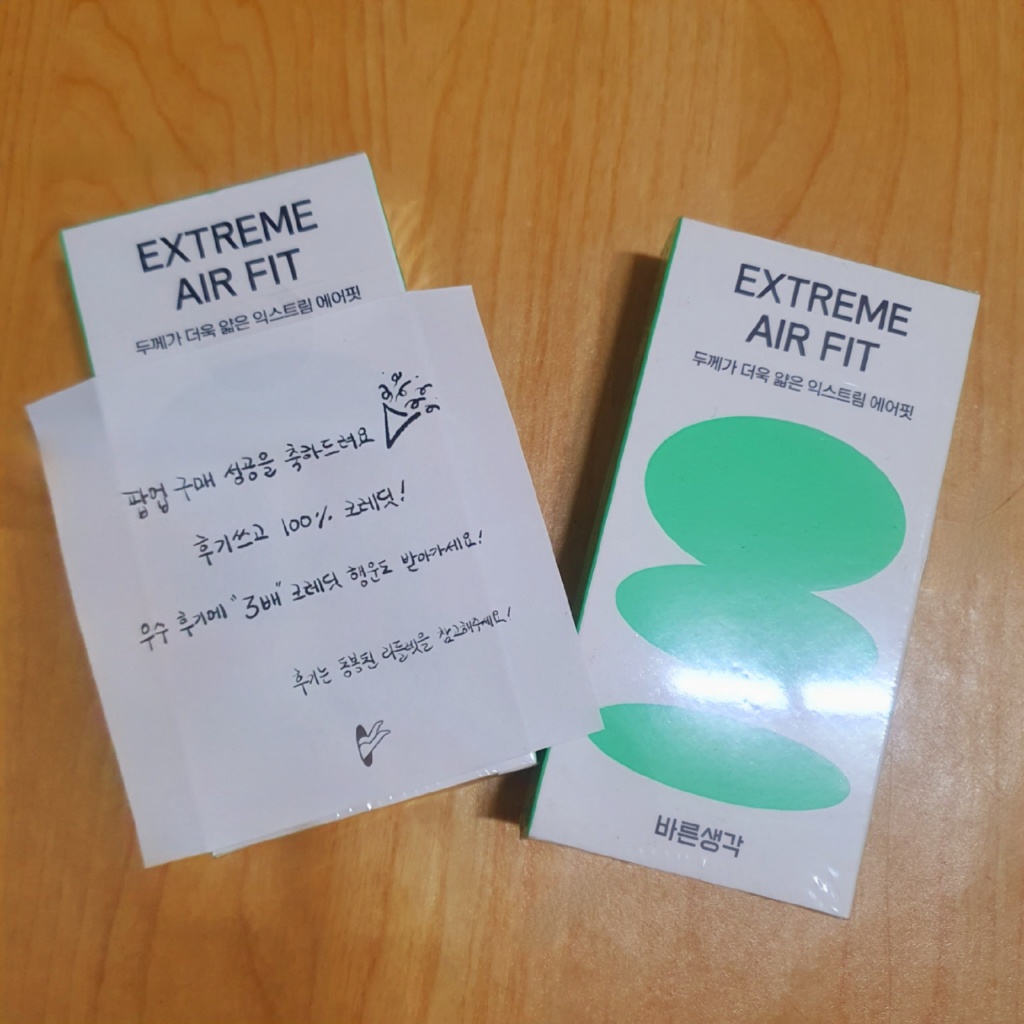 EXTREME
AIR FIT
두께가 더욱 얇은 익스트림 에어핏
팝업 구매 성공을 축하드려요
후기쓰고 100% 크레딧!
우수 후기에 "3배" 크레딧 행운도 받아가세요!
후기는 동봉된 리플렛을 참고해주세요!
EXTREME
AIR FIT
두께가 더욱 얇은 익스트림 에어핏
바른생각